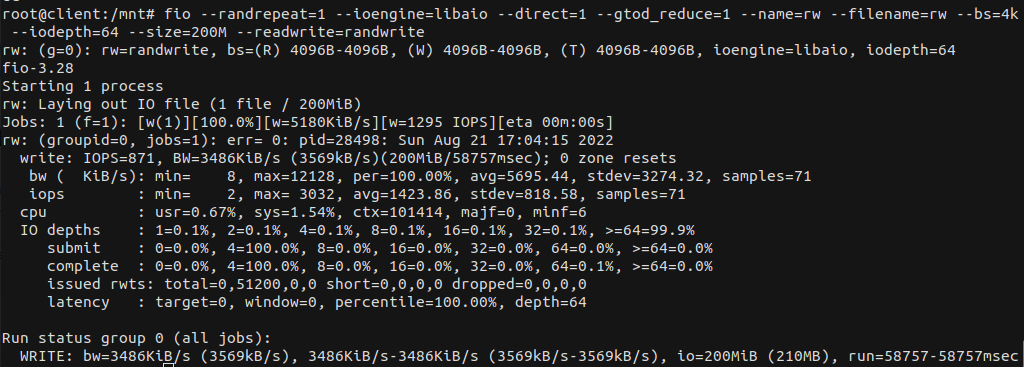 root@client:/mnt# fio --randrepeat=1 --ioengine=libaio --direct=1 --gtod_reduce=1 --name=rw --filename=rw --bs=4k
--iodepth=64 --size=200M --readwrite=randwrite
rw: (g=0): rw=randwrite, bs=(R) 4096B-4096B, (W) 4096B-4096B, (T) 4096B-4096B, ioengine=libaio, iodepth=64
fio-3.28
Starting 1 process
rw: Laying out IO file (1 file / 200MiB)
Jobs: 1 (f=1): [w(1)][100.0%][w=5180KiB/s][w=1295 IOPS][eta 00m:00s]
rw: (groupid=0, jobs=1): err= 0: pid=28498: Sun Aug 21 17:04:15 2022
  write: IOPS=871, BW=3486KiB/s (3569kB/s)(200MiB/58757msec); 0 zone resets
   bw (  KiB/s): min=    8, max=12128, per=100.00%, avg=5695.44, stdev=3274.32, samples=71
   iops        : min=    2, max= 3032, avg=1423.86, stdev=818.58, samples=71
  cpu          : usr=0.67%, sys=1.54%, ctx=101414, majf=0, minf=6
  IO depths    : 1=0.1%, 2=0.1%, 4=0.1%, 8=0.1%, 16=0.1%, 32=0.1%, >=64=99.9%
     submit    : 0=0.0%, 4=100.0%, 8=0.0%, 16=0.0%, 32=0.0%, 64=0.0%, >=64=0.0%
     complete  : 0=0.0%, 4=100.0%, 8=0.0%, 16=0.0%, 32=0.0%, 64=0.1%, >=64=0.0%
     issued rwts: total=0,51200,0,0 short=0,0,0,0 dropped=0,0,0,0
     latency   : target=0, window=0, percentile=100.00%, depth=64

Run status group 0 (all jobs):
  WRITE: bw=3486KiB/s (3569kB/s), 3486KiB/s-3486KiB/s (3569kB/s-3569kB/s), io=200MiB (210MB), run=58757-58757msec